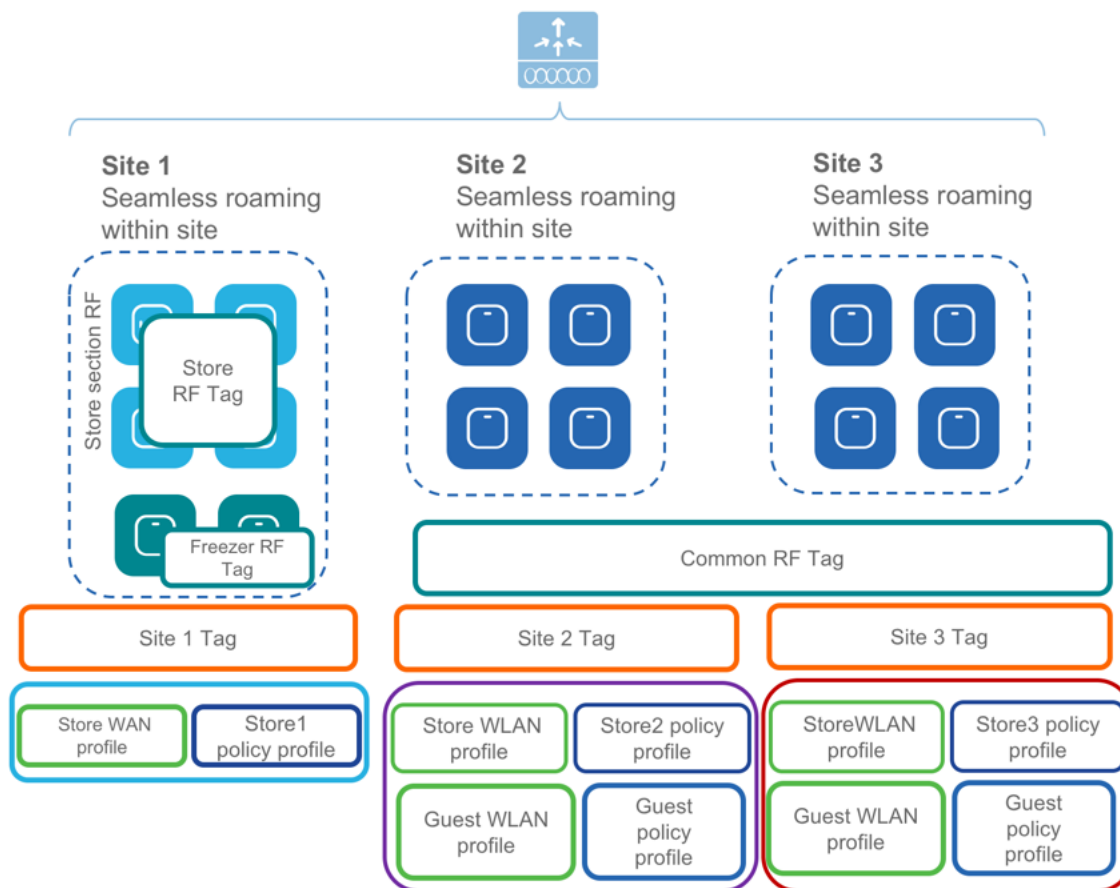 Site 1
Seamless roaming
within site
Site 2
Seamless roaming
within site
Site 3
Seamless roaming
within site
Store section RF
Store
RF Tag
Freezer RF
Tag
Common RF Tag
Site 1 Tag
Site 2 Tag
Site 3 Tag
Store WAN
profile
Store1
policy profile
Store WLAN
profile
Store2 policy
profile
Guest WLAN
profile
Guest
policy
profile
StoreWLAN
profile
Store3 policy
profile
Guest WLAN
profile
Guest
policy
profile